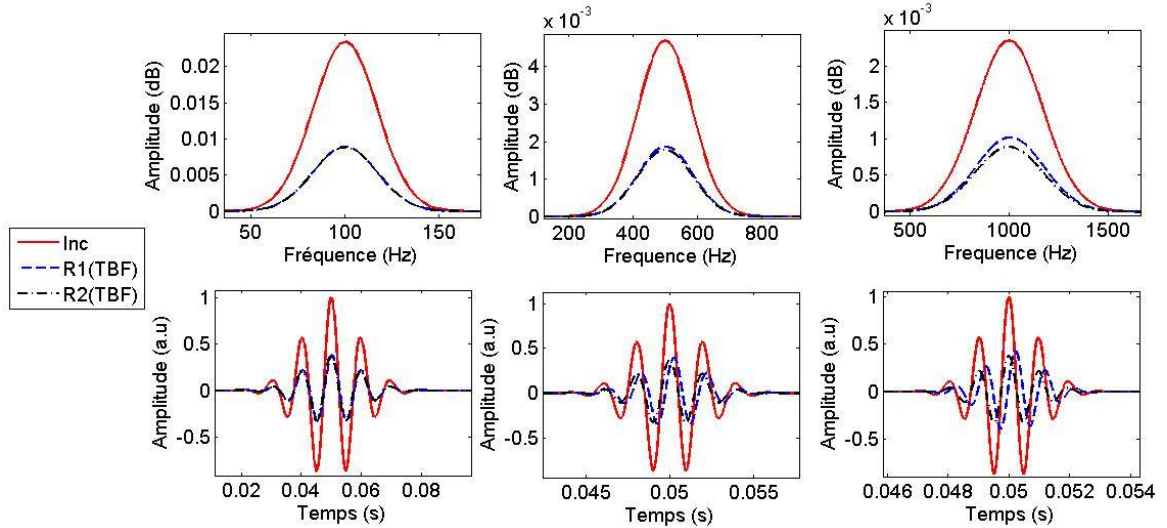 x 10⁻³
x 10⁻³
Amplitude (dB)
0.02
0.015
0.01
0.005
0
50
100
150
Fréquence (Hz)
Amplitude (dB)
4
3
2
1
0
200
400
600
800
Frequence (Hz)
Amplitude (dB)
2
1
0
500
1000
1500
Frequence (Hz)
Inc
R1(TBF)
R2(TBF)
Amplitude (a.u)
1
0.5
0
-0.5
0.02
0.04
0.06
0.08
Temps (s)
Amplitude (a.u)
1
0.5
0
-0.5
0.045
0.05
0.055
Temps (s)
Amplitude (a.u)
1
0.5
0
-0.5
0.046
0.048
0.05
0.052
0.054
Temps (s)